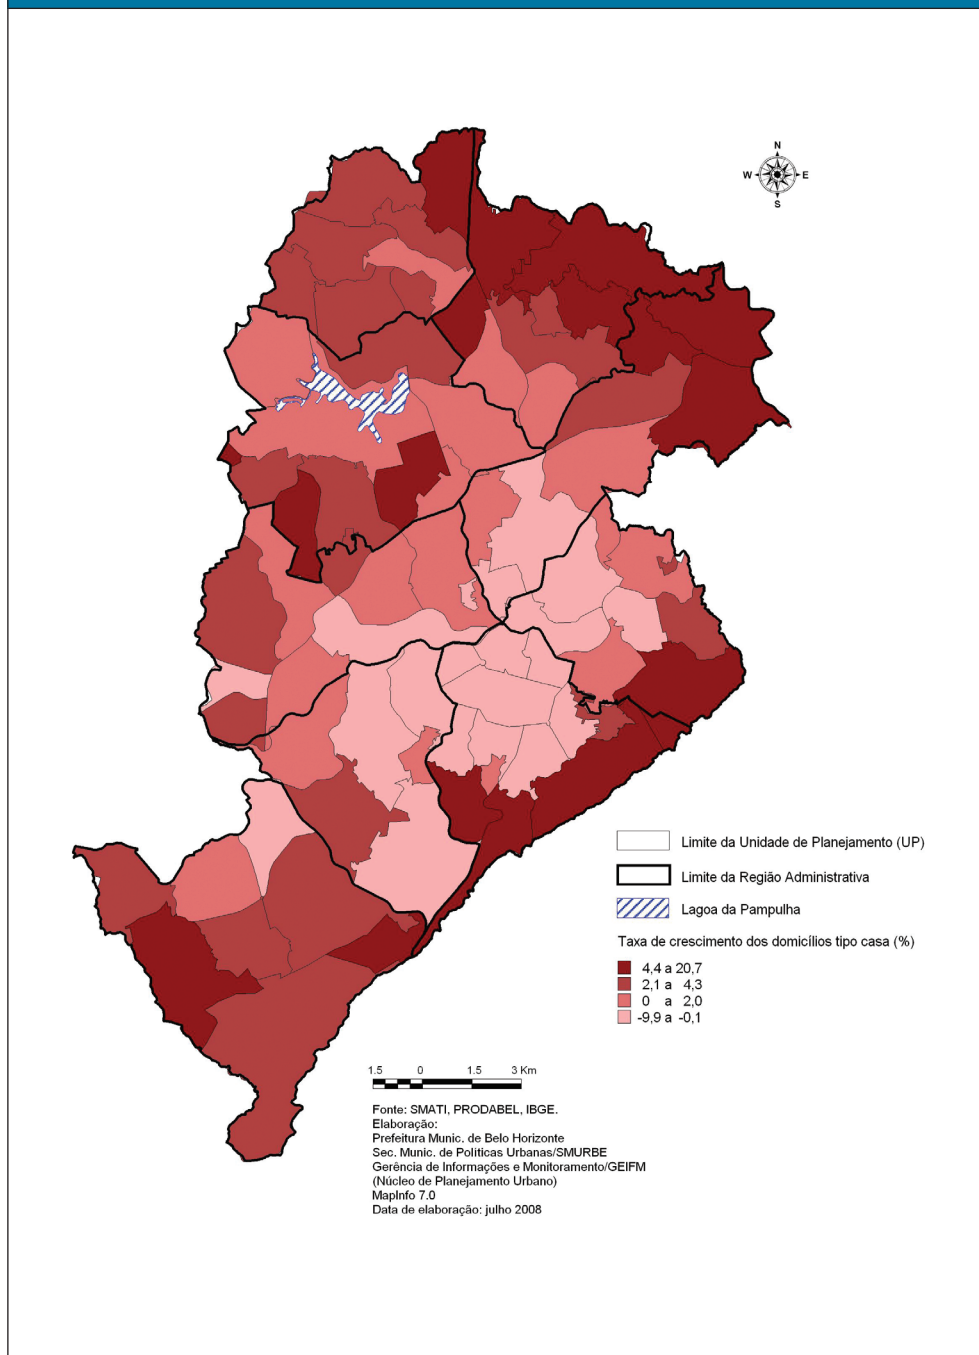 N
W E
S
Limite da Unidade de Planejamento (UP)
Limite da Região Administrativa
Lagoa da Pampulha
Taxa de crescimento dos domicílios tipo casa (%)
4,4 a 20,7
2,1 a 4,3
0 a 2,0
-9,9 a -0,1
1.5 0 1.5 3 Km
Fonte: SMATI, PRODABEL, IBGE.
Elaboração:
Prefeitura Munic. de Belo Horizonte
Sec. Munic. de Politicas Urbanas/SMURBE
Gerência de Informações e Monitoramento/GEIFM
(Núcleo de Planejamento Urbano)
MapInfo 7.0
Data de elaboração: julho 2008